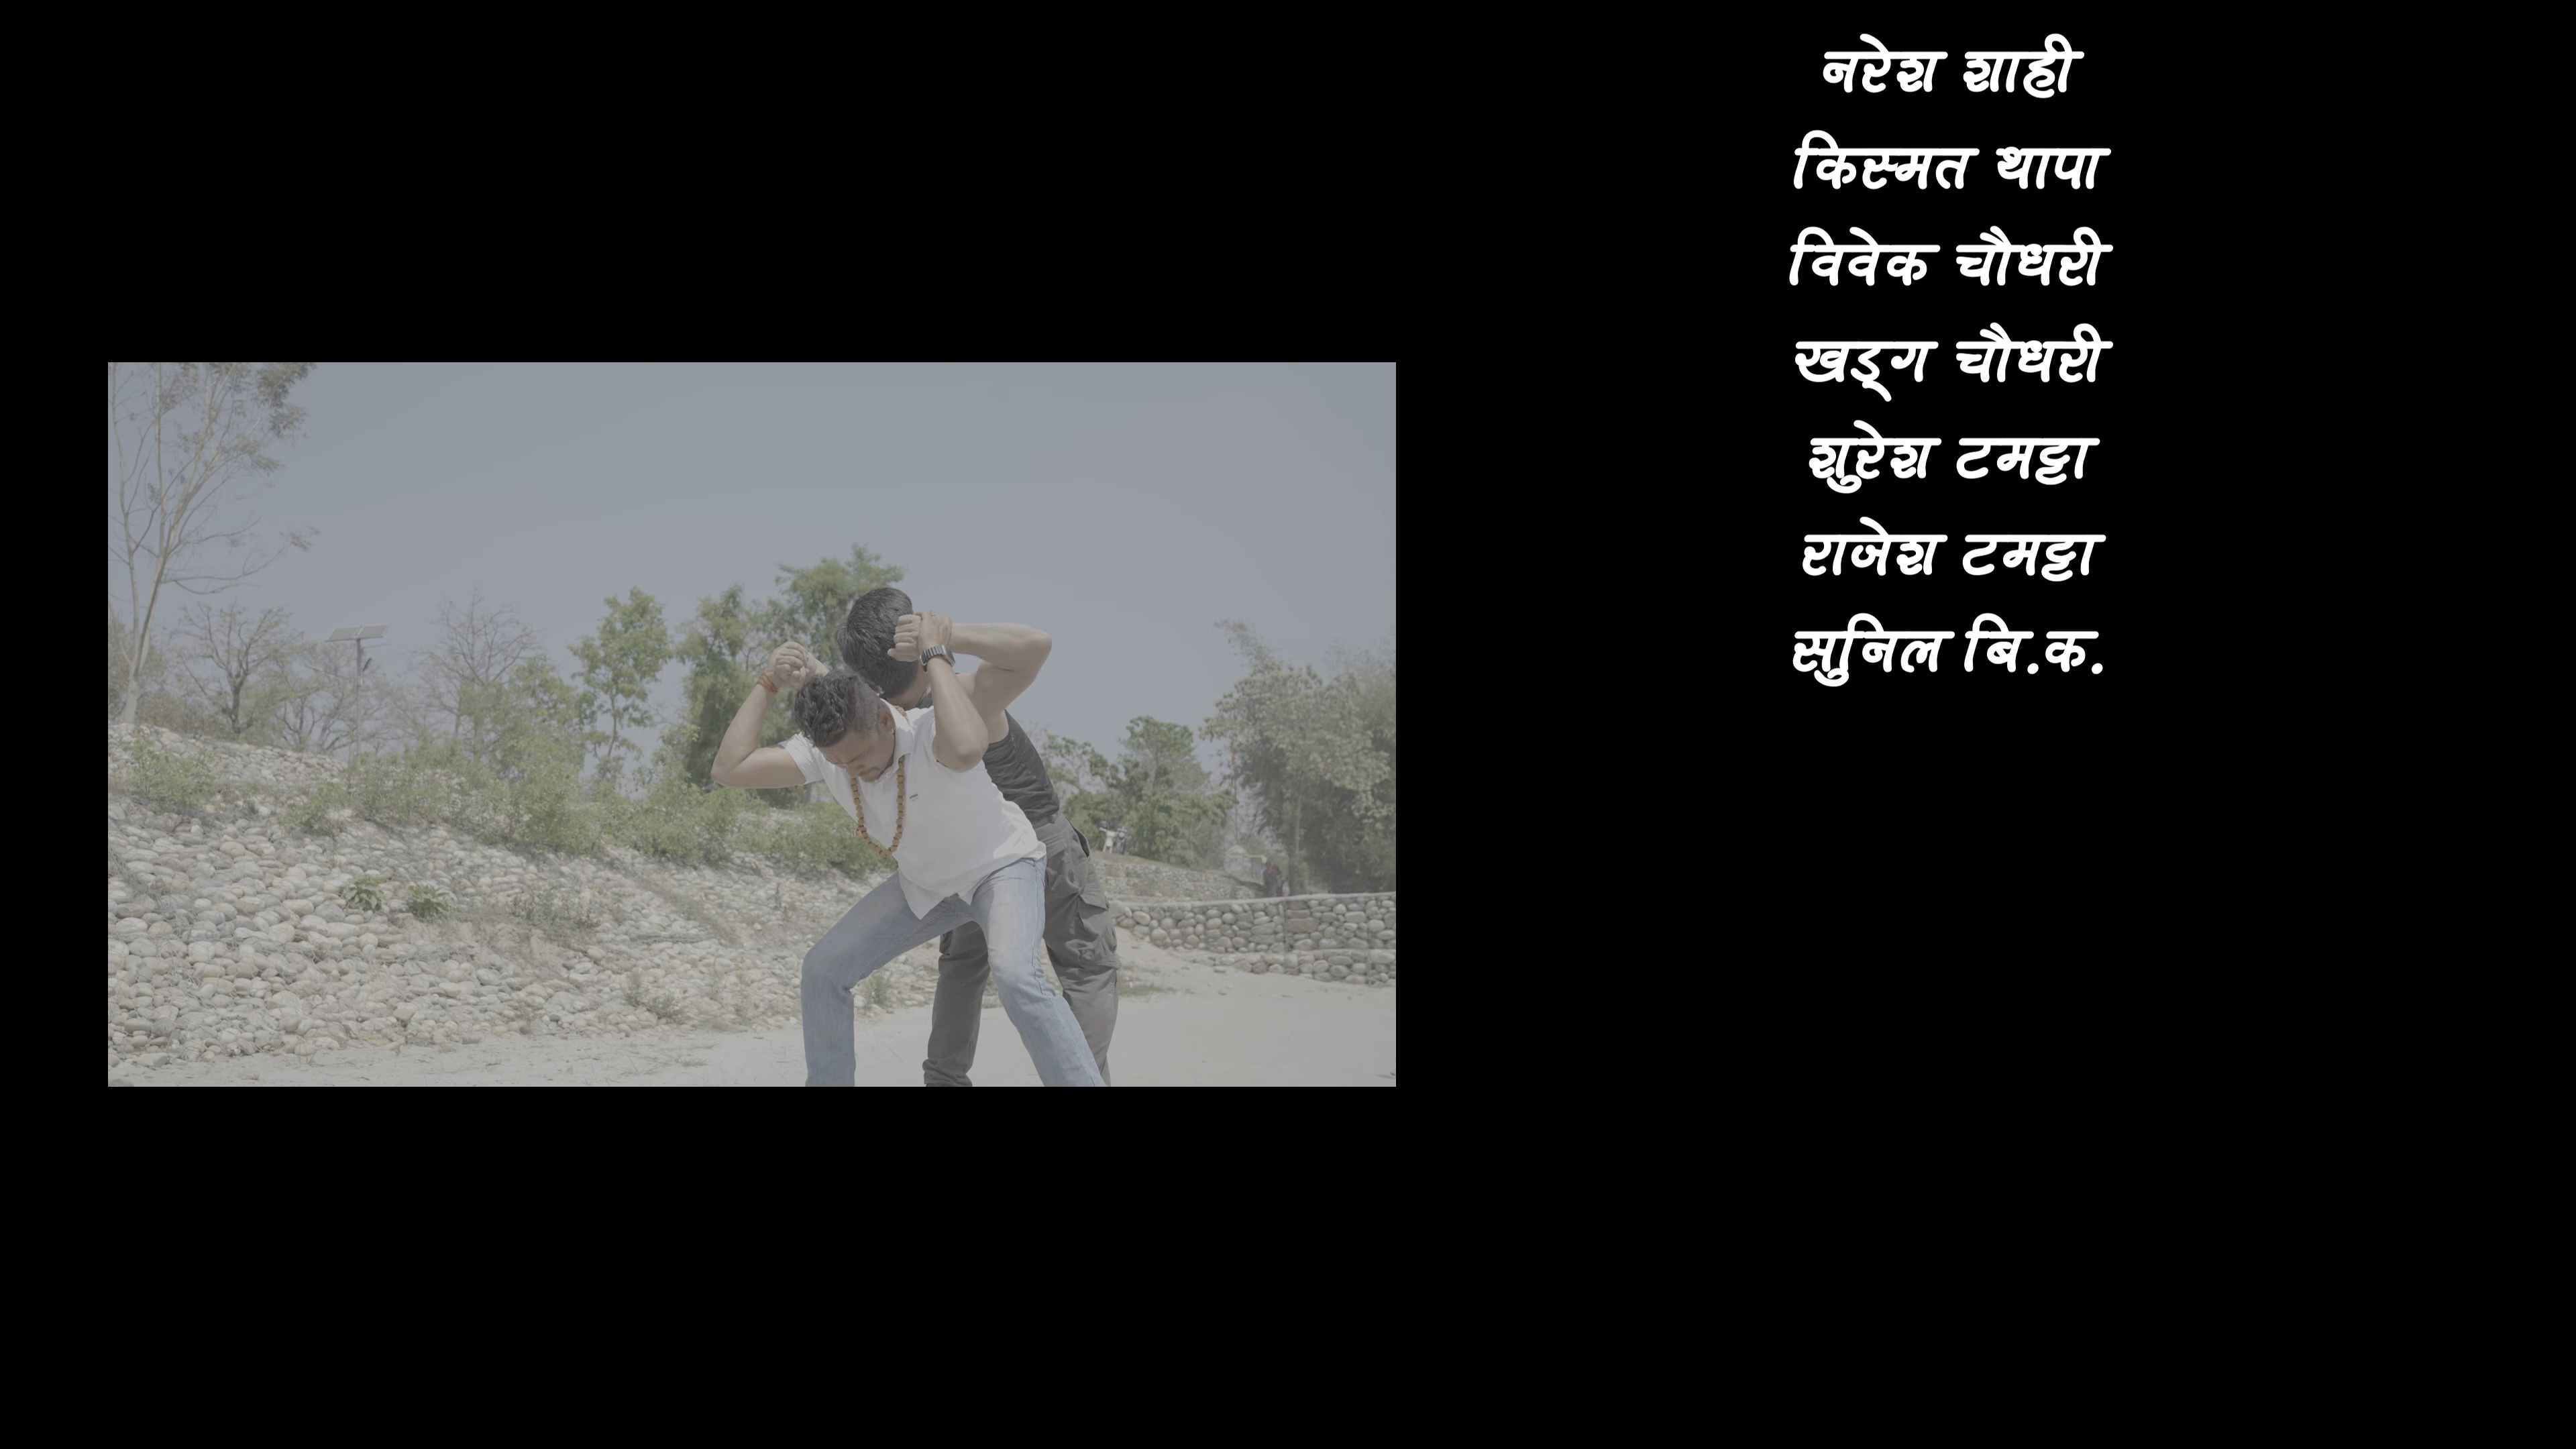 नरेश शाही
किस्मत थापा
विवेक चौधरी
खड्ग चौधरी
शुरेश टमट्टा
राजेश टमट्टा
सुनिल बि.क.